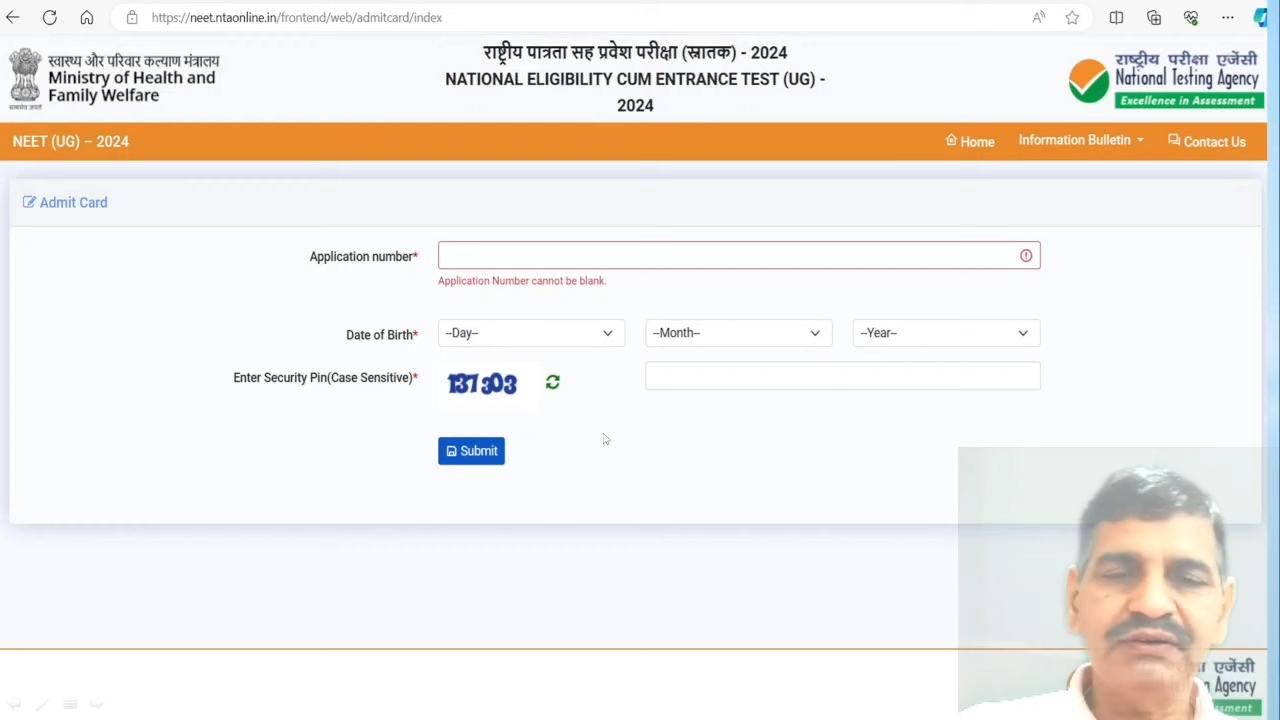 https://neet.ntaonline.in/frontend/web/admitcard/index
स्वास्थ्य और परिवार कल्याण मंत्रालय
Ministry of Health and
Family Welfare
राष्ट्रीय पात्रता सह प्रवेश परीक्षा (स्नातक) - 2024
NATIONAL ELIGIBILITY CUM ENTRANCE TEST (UG) -
2024
राष्ट्रीय परीक्षा एजेंसी
National Testing Agency
Excellence in Assessment
NEET (UG) – 2024
Home
Information Bulletin
Contact Us
Admit Card
Application number*
Application Number cannot be blank.
Date of Birth*
--Day--
--Month--
--Year--
Enter Security Pin(Case Sensitive)*
137303
Submit
एजेंसी
Agency